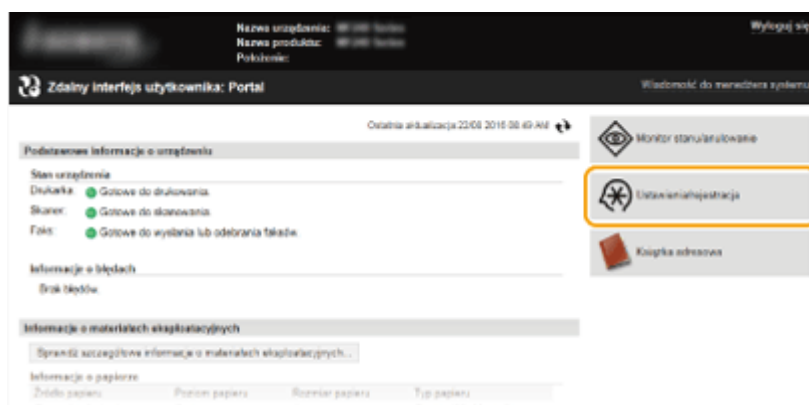 Nazwa urządzenia:
Nazwa produktu:
Położenie:
Wyloguj się
Zdalny interfejs użytkownika: Portal
Wiadomość do menedżera systemu
Ostatnia aktualizacja:22/08 2016 08:49 AM
Podstawowe informacje o urządzeniu
Stan urządzenia
Drukarka: Gotowe do drukowania.
Skaner: Gotowe do skanowania.
Faks: Gotowe do wysłania lub odebrania faksów.
Informacje o błędach
Brak błędów.
Informacje o materiałach eksploatacyjnych
Sprawdź szczegółowe informacje o materiałach eksploatacyjnych...
Informacje o papierze
Źródło papieru Poziom papieru Rozmiar papieru Typ papieru
Monitor stanu/anulowanie
Ustawienia/rejestracja
Książka adresowa